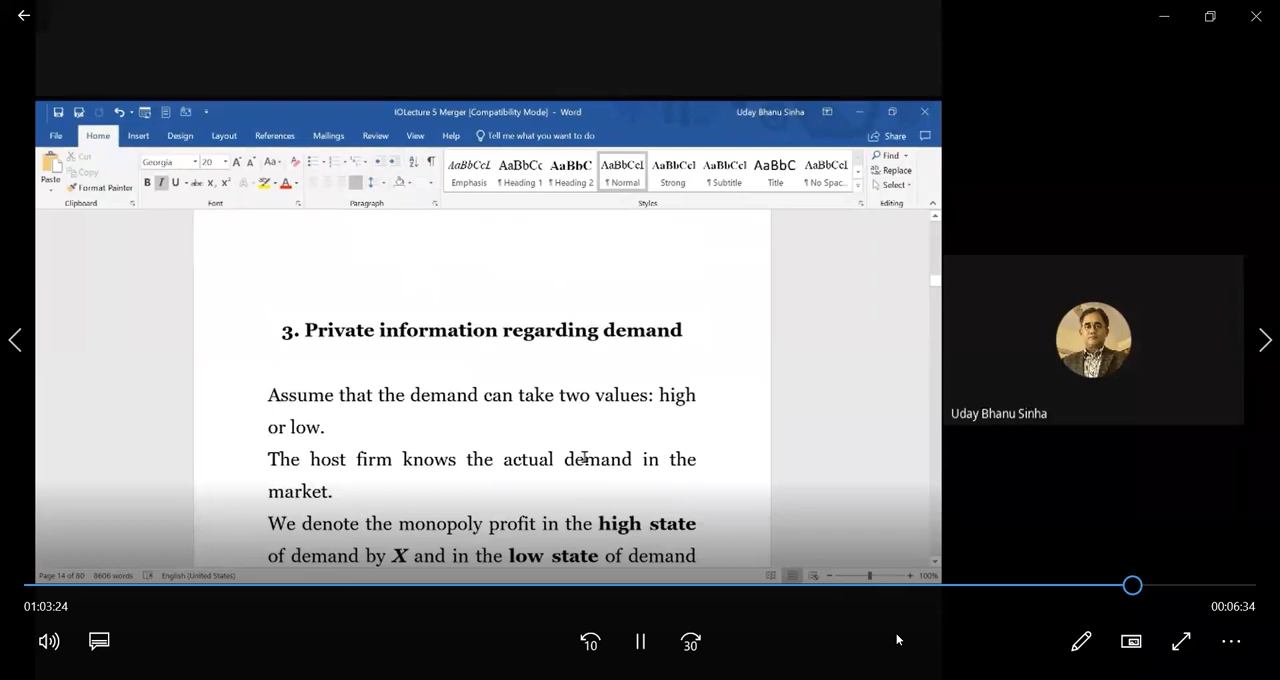 IOLecture 5 Merger [Compatibility Mode] - Word
Uday Bhanu Sinha
File Home Insert Design Layout References Mailings Review View Help Tell me what you want to do Share
Paste
Cut
Copy
Format Painter
Georgia 20
AaBbCcL AaBbCc AaBbC AaBbCcI AaBbCcI AaBbCcI AaBbC AaBbCcI
Emphasis ¶ Heading 1 ¶ Heading 2 ¶ Normal Strong ¶ Subtitle Title ¶ No Spac...
Find
Replace
Select
Clipboard Font Paragraph Styles Editing
3. Private information regarding demand
Assume that the demand can take two values: high
or low.
The host firm knows the actual demand in the
market.
We denote the monopoly profit in the high state
of demand by X and in the low state of demand
Uday Bhanu Sinha
Page 14 of 80 8606 words English (United States) 100%
01:03:24 00:06:34
10 30